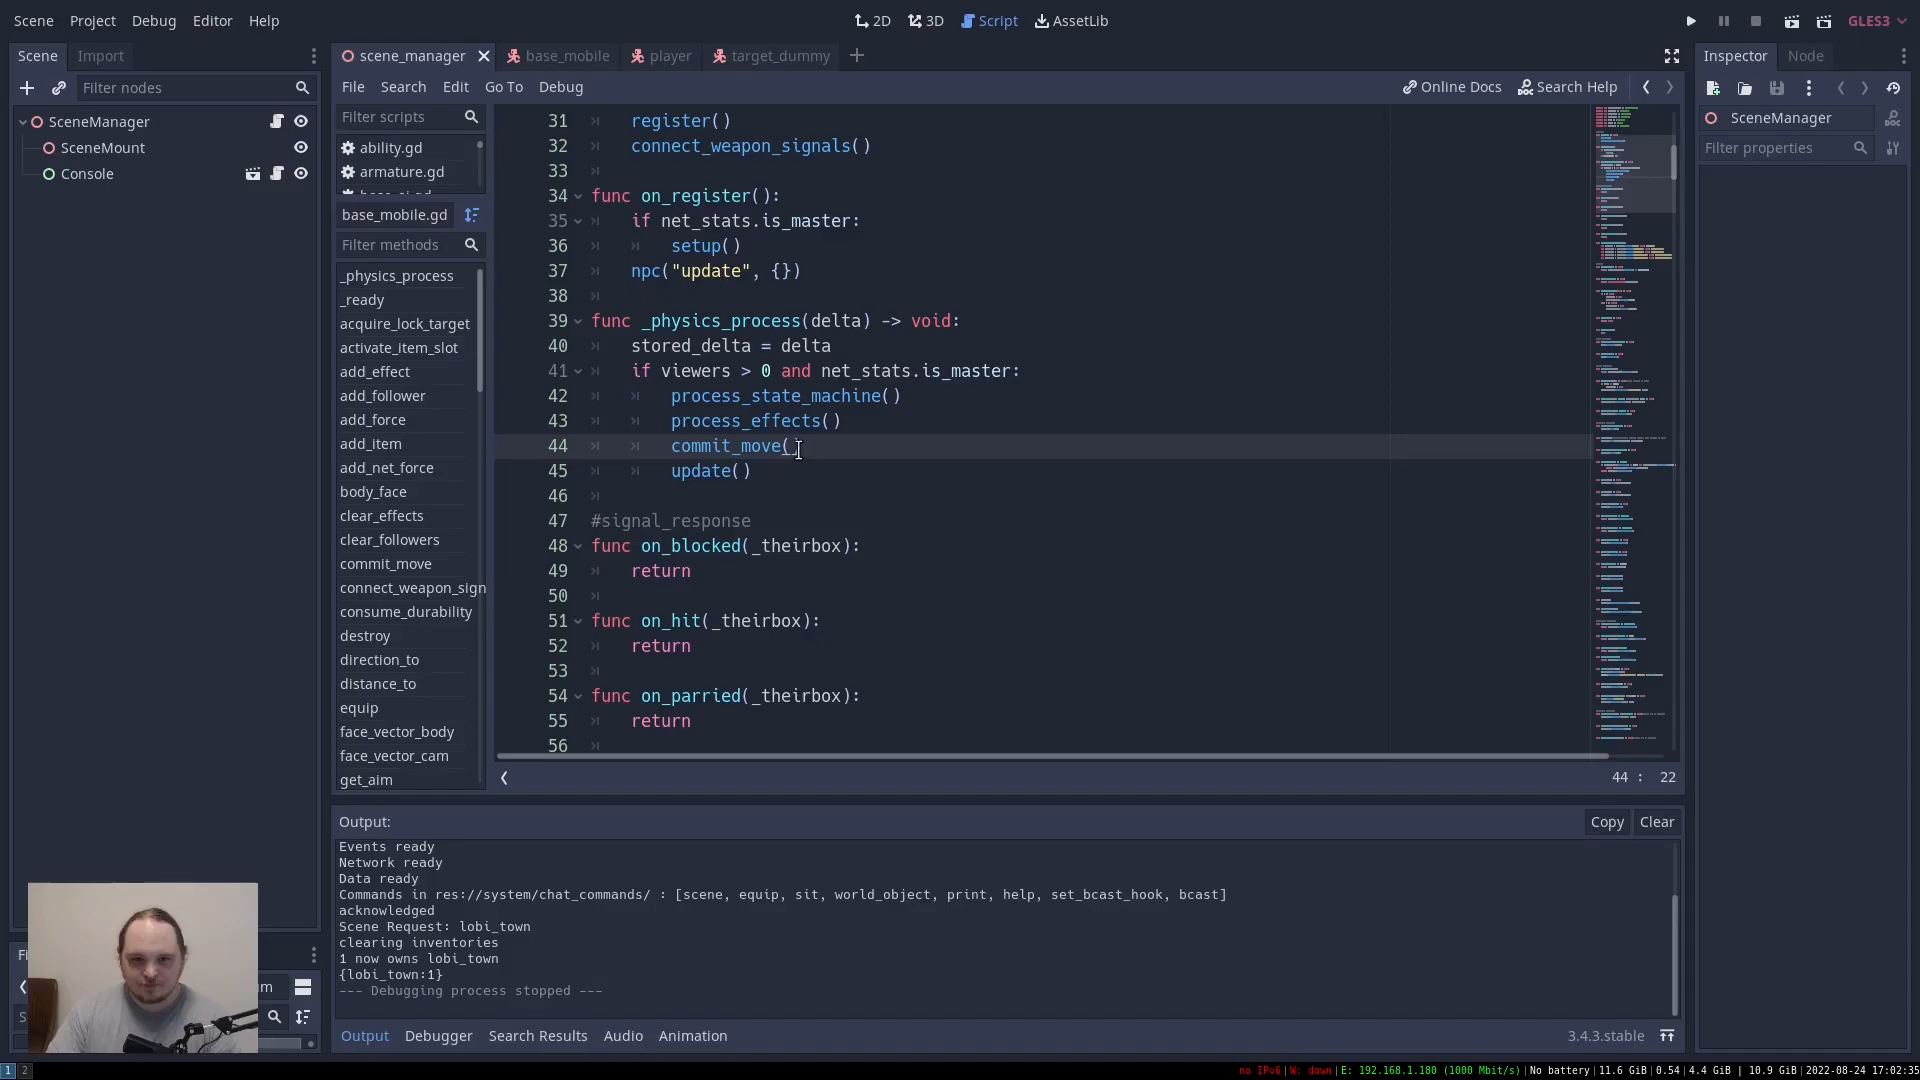 Scene Project Debug Editor Help
2D 3D Script AssetLib
GLES3
Scene Import
scene_manager base_mobile player target_dummy
Inspector Node
Filter nodes
File Search Edit Go To Debug
Online Docs Search Help
SceneManager
SceneMount
Console
SceneManager
Filter properties
Filter scripts
ability.gd
armature.gd
base_mobile.gd
Filter methods
_physics_process
_ready
acquire_lock_target
activate_item_slot
add_effect
add_follower
add_force
add_item
add_net_force
body_face
clear_effects
clear_followers
commit_move
connect_weapon_sign
consume_durability
destroy
direction_to
distance_to
equip
face_vector_body
face_vector_cam
get_aim
31 register()
32 connect_weapon_signals()
33
34 func on_register():
35 if net_stats.is_master:
36 setup()
37 npc("update", {})
38
39 func _physics_process(delta) -> void:
40 stored_delta = delta
41 if viewers > 0 and net_stats.is_master:
42 process_state_machine()
43 process_effects()
44 commit_move()
45 update()
46
47 #signal_response
48 func on_blocked(_theirbox):
49 return
50
51 func on_hit(_theirbox):
52 return
53
54 func on_parried(_theirbox):
55 return
56
44 : 22
Output:
Copy Clear
Events ready
Network ready
Data ready
Commands in res://system/chat_commands/ : [scene, equip, sit, world_object, print, help, set_bcast_hook, bcast]
acknowledged
Scene Request: lobi_town
clearing inventories
1 now owns lobi_town
{lobi_town:1}
--- Debugging process stopped ---
Output Debugger Search Results Audio Animation
3.4.3.stable
1 2
no IPv6|W: down|E: 192.168.1.180 (1000 Mbit/s)|No battery|11.6 GiB|0.54|4.4 GiB | 10.9 GiB|2022-08-24 17:02:35